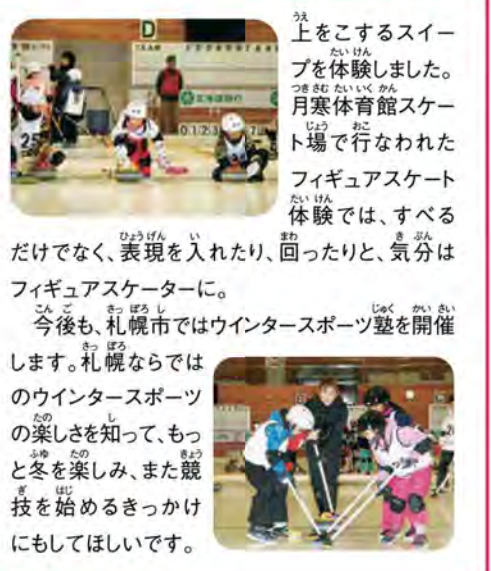 上をこするスイー
プを体験しました。
月寒体育館スケー
ト場で行なわれた
フィギュアスケート
体験では、すべる
だけでなく、表現を入れたり、回ったりと、気分は
フィギュアスケーターに。
今後も、札幌市ではウインタースポーツ塾を開催
します。札幌ならでは
のウインタースポーツ
の楽しさを知って、もっ
と冬を楽しみ、また競
技を始めるきっかけ
にもしてほしいです。
D
25